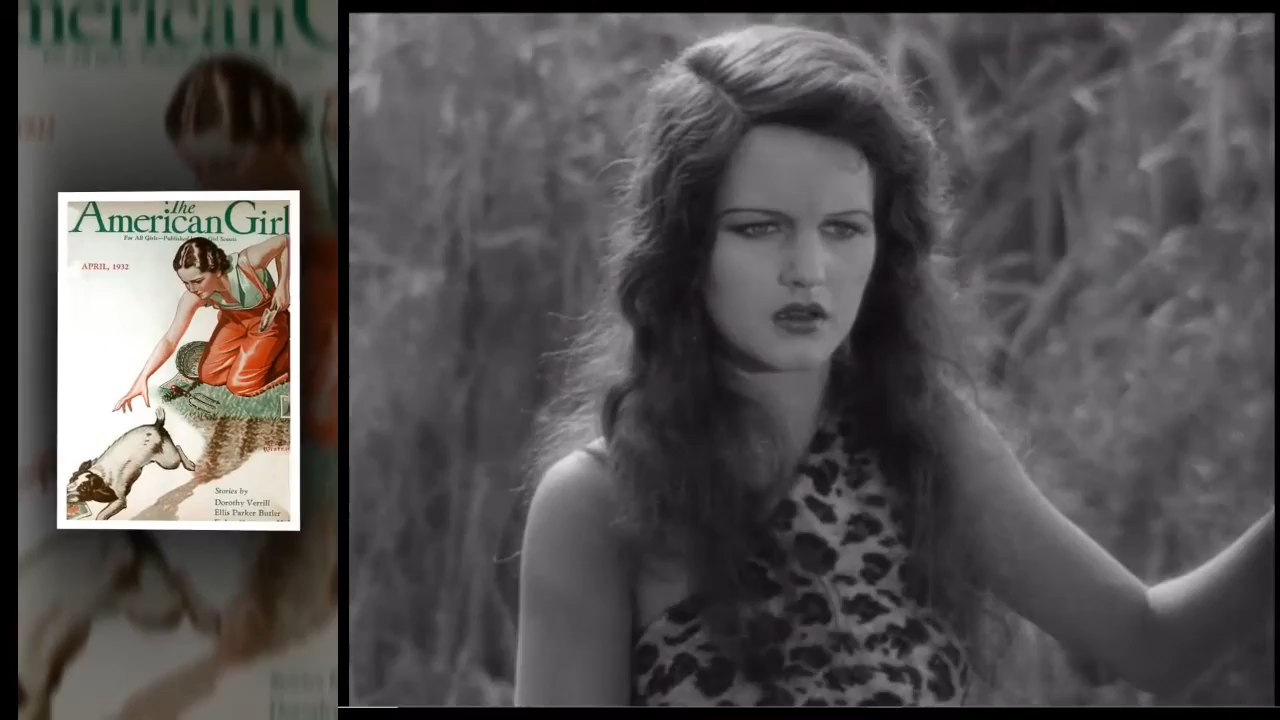 The
American Girl
For All Girls—Published by the Girl Scouts
APRIL, 1932
Stories by
Dorothy Verrill
Ellis Parker Butler